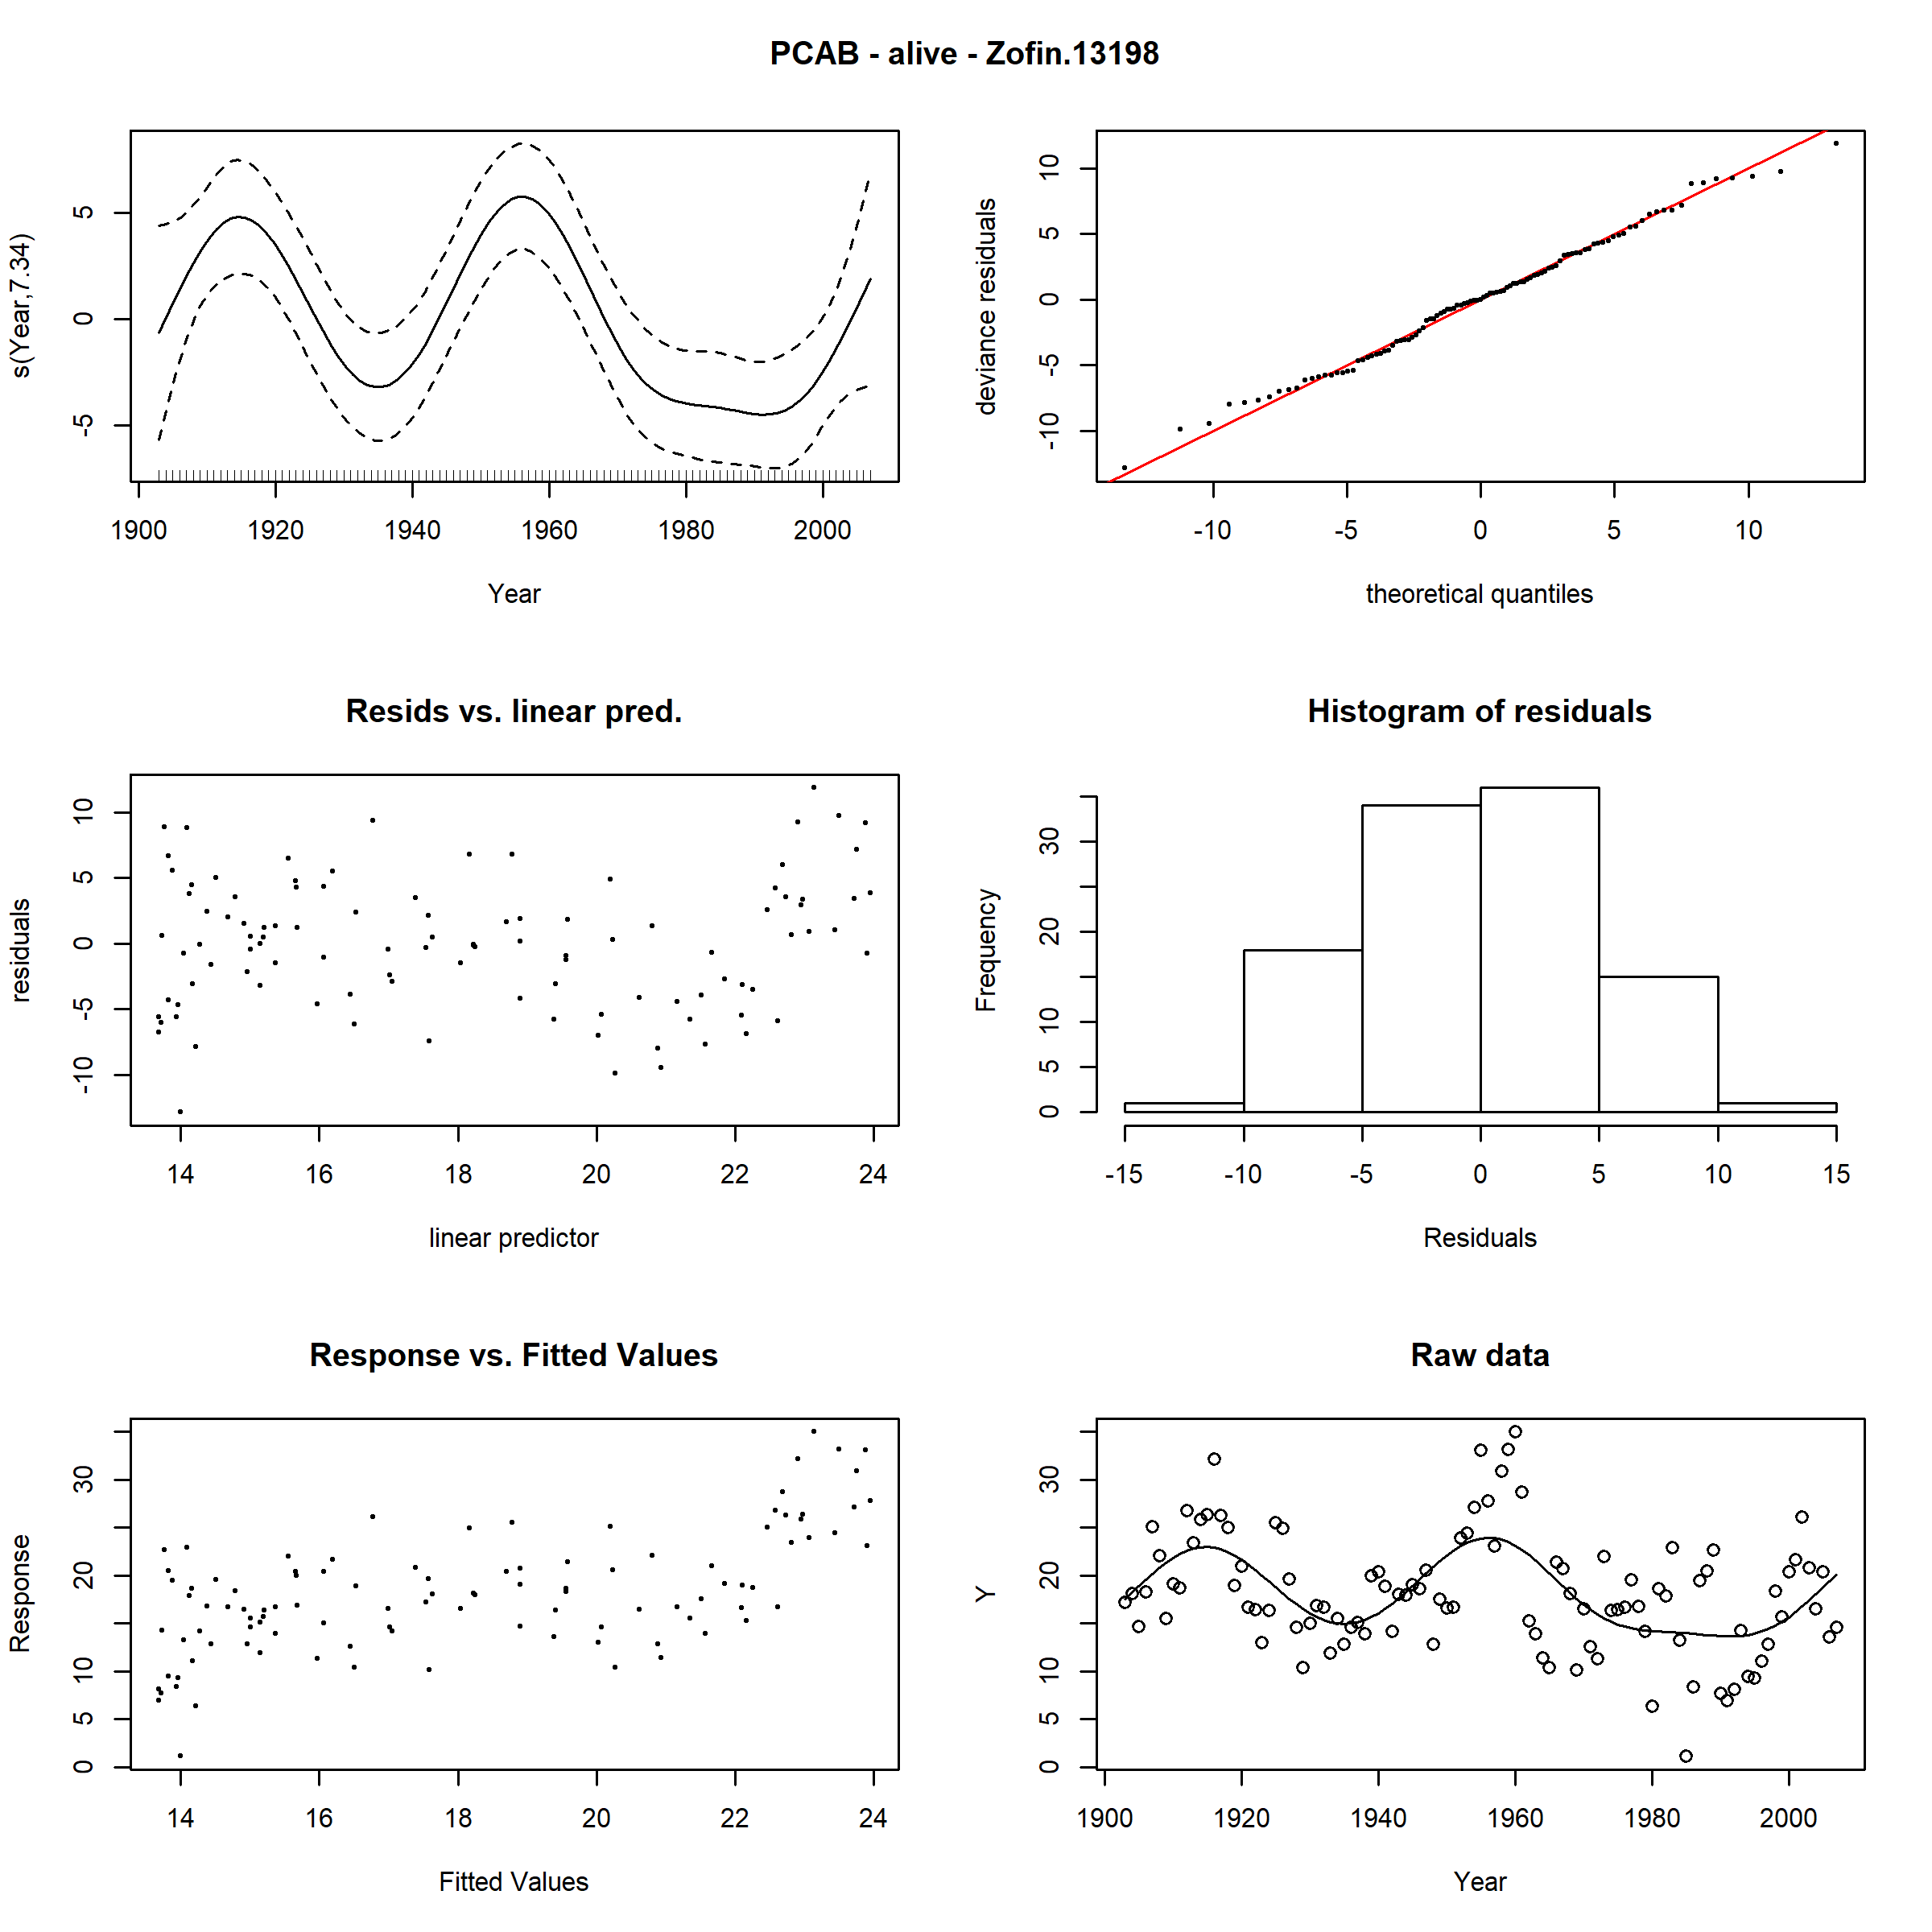 PCAB - alive - Zofin.13198
s(Year,7.34)
5
0
-5
1900 1920 1940 1960 1980 2000
Year
deviance residuals
10
5
0
-5
-10
-10 -5 0 5 10
theoretical quantiles
Resids vs. linear pred.
residuals
10
5
0
-5
-10
14 16 18 20 22 24
linear predictor
Histogram of residuals
Frequency
30
20
10
5
0
-15 -10 -5 0 5 10 15
Residuals
Response vs. Fitted Values
Response
30
20
10
5
0
14 16 18 20 22 24
Fitted Values
Raw data
Y
30
20
10
5
0
1900 1920 1940 1960 1980 2000
Year